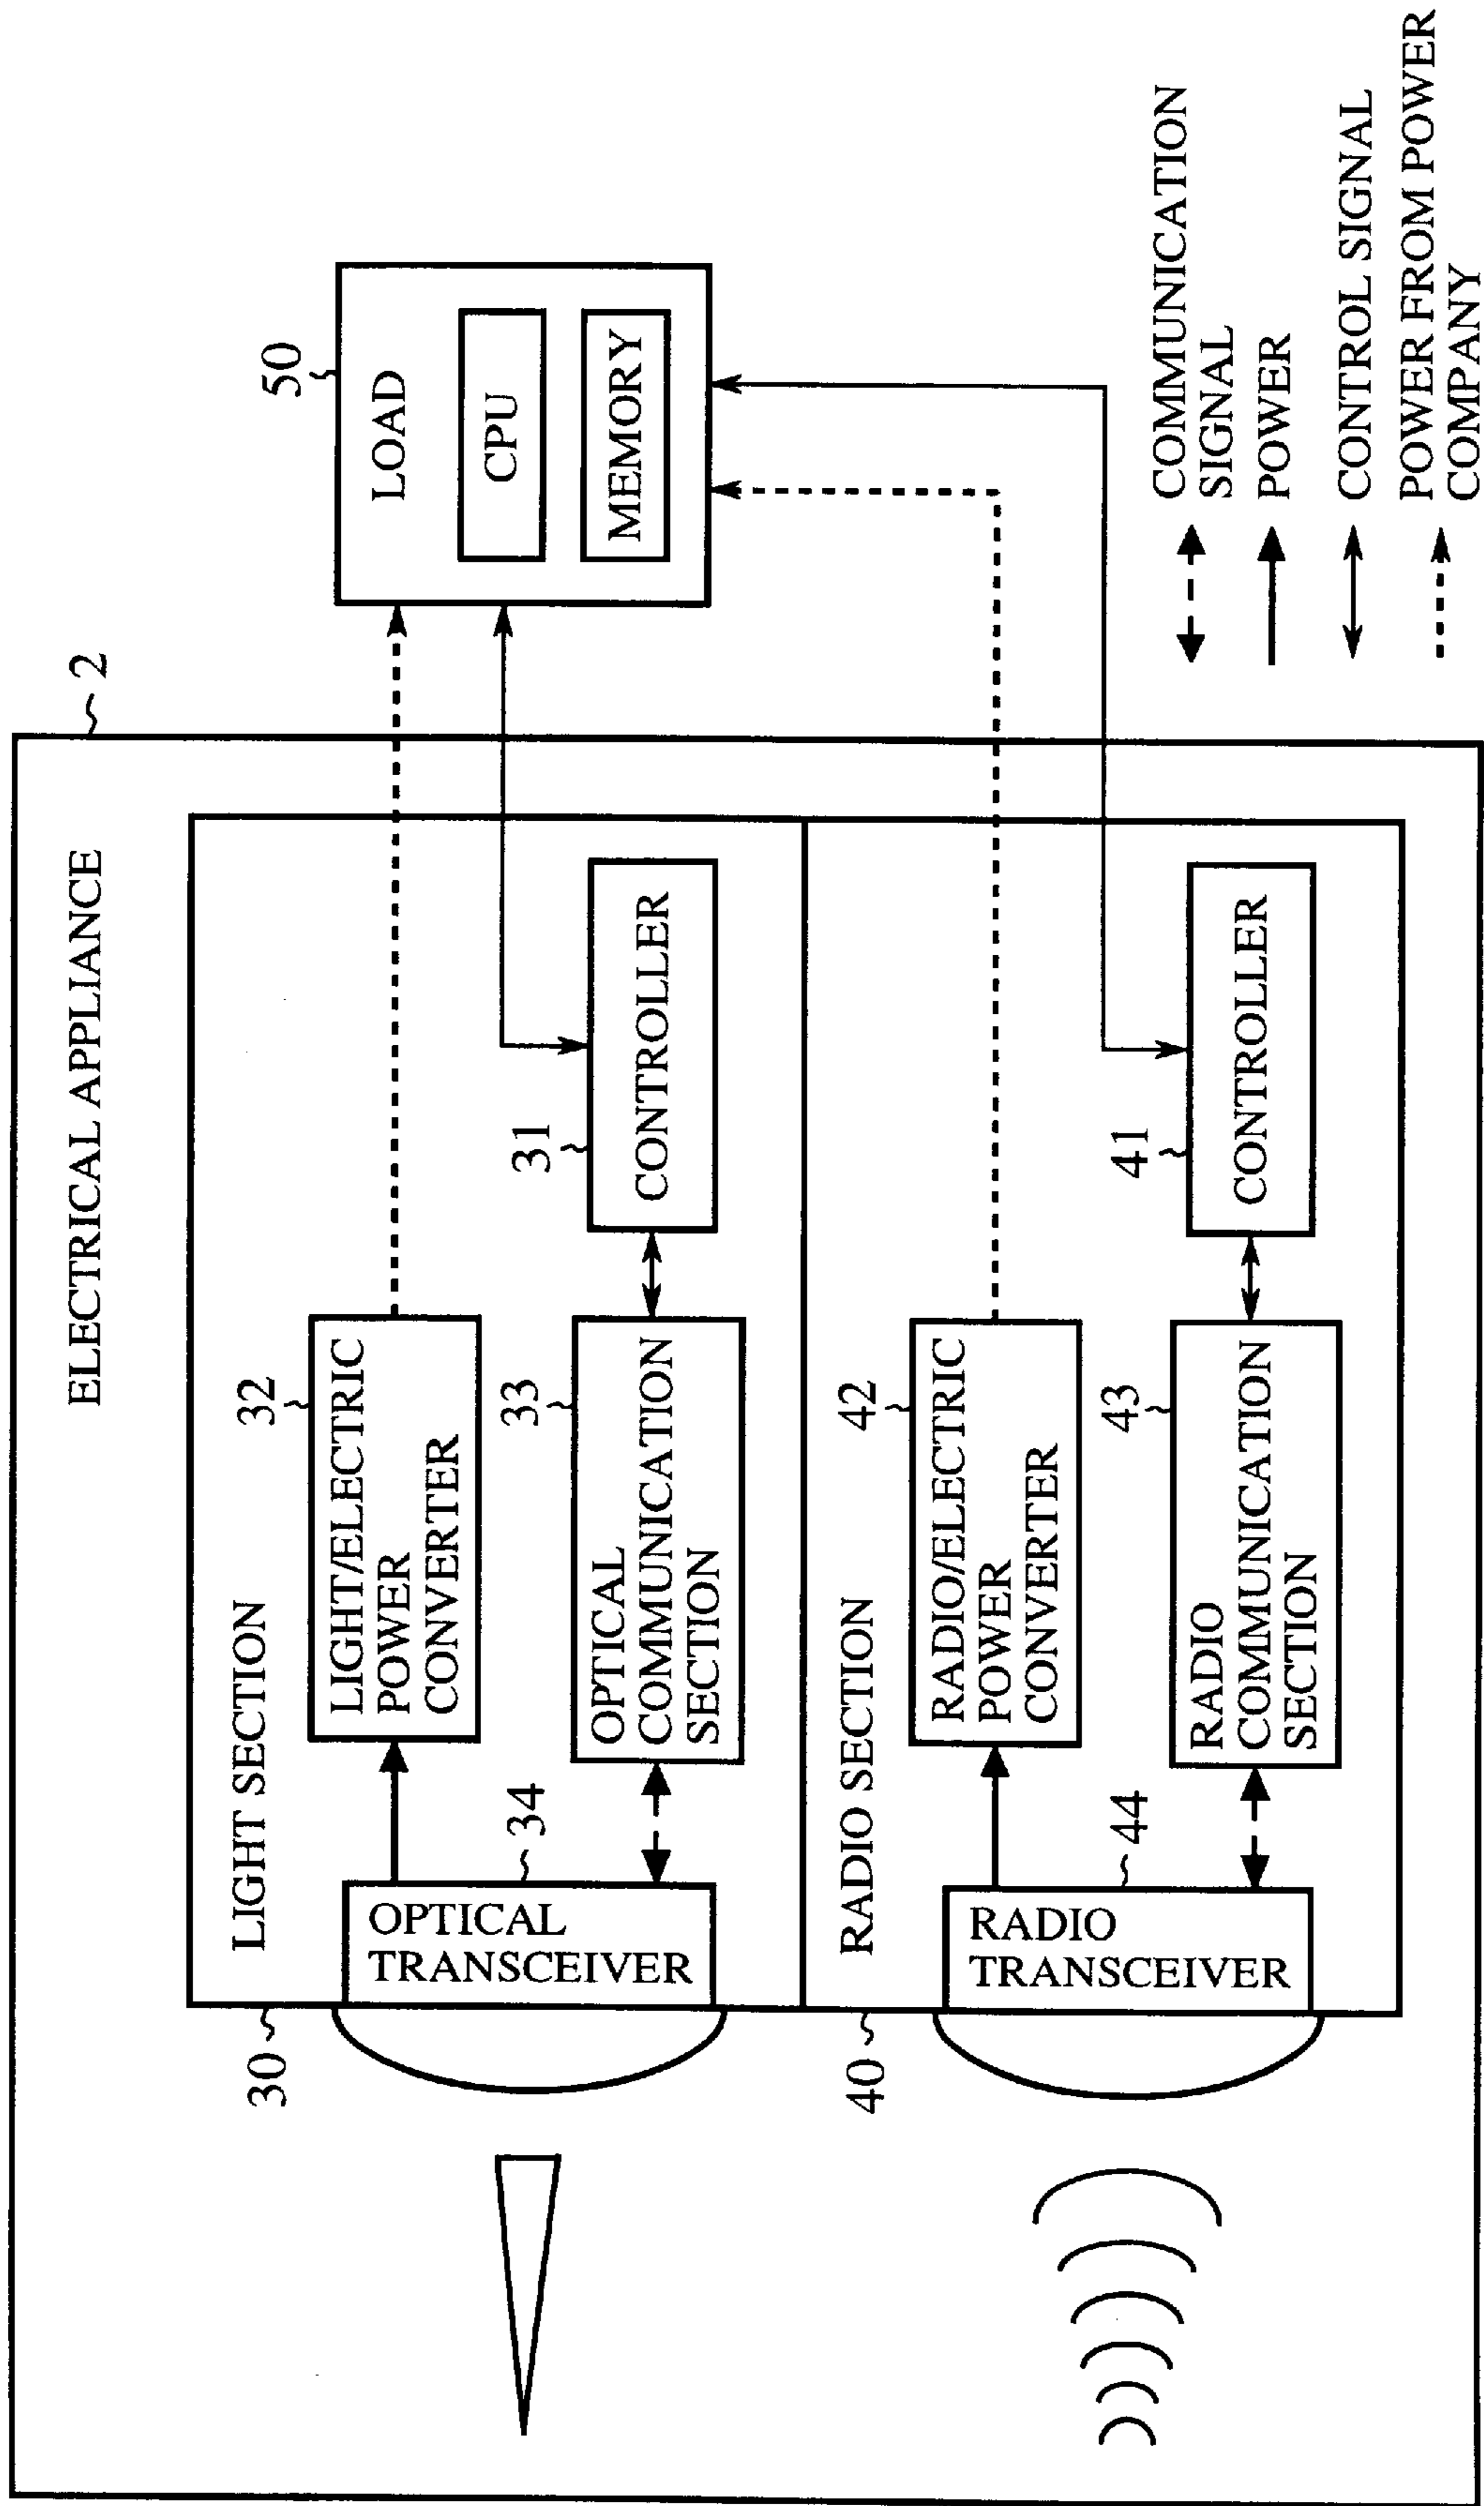 ELECTRICAL APPLIANCE
2
LIGHT SECTION
30
OPTICAL
TRANSCEIVER
34
32
LIGHT/ELECTRIC
POWER
CONVERTER
33
OPTICAL
COMMUNICATION
SECTION
31
CONTROLLER
50
LOAD
CPU
MEMORY
RADIO SECTION
40
RADIO
TRANSCEIVER
44
42
RADIO/ELECTRIC
POWER
CONVERTER
43
RADIO
COMMUNICATION
SECTION
41
CONTROLLER
COMMUNICATION
SIGNAL
POWER
CONTROL SIGNAL
POWER FROM POWER
COMPANY